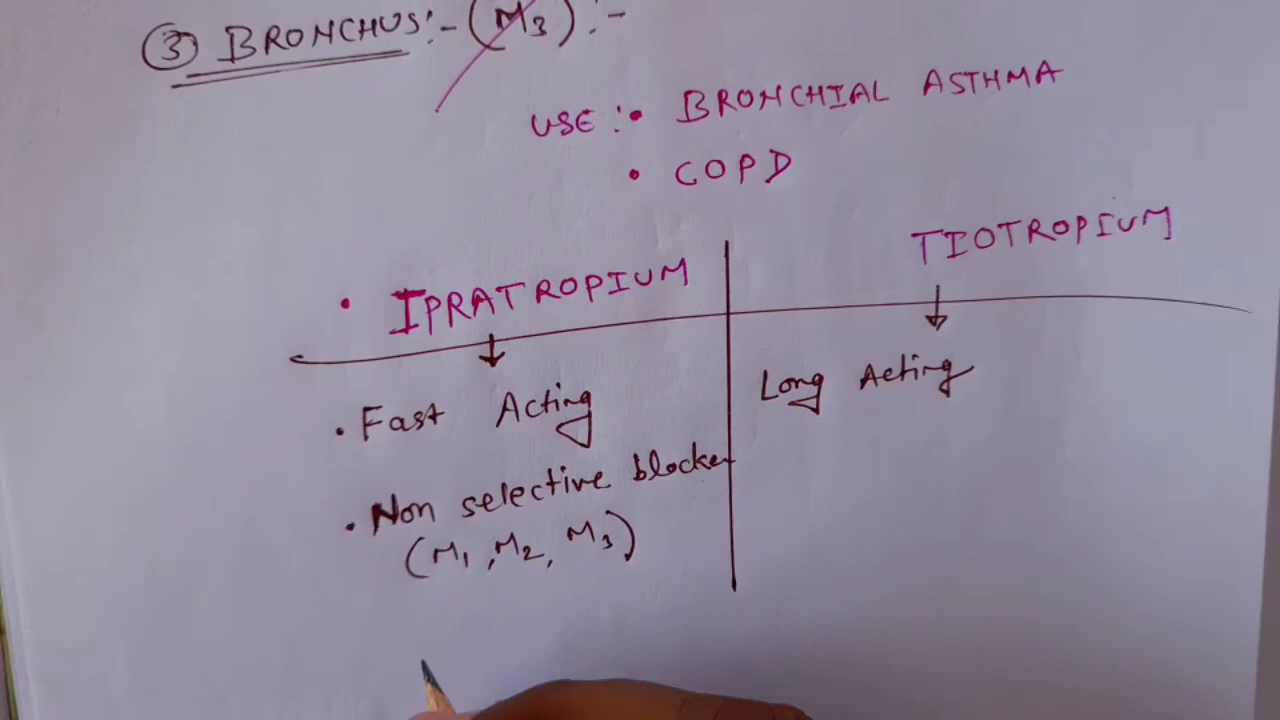 ③ BRONCHUS:- (M3):-
USE:• BRONCHIAL ASTHMA
• COPD
• IPRATROPIUM
TIOTROPIUM
↓
↓
• Fast Acting
Long Acting
• Non selective blocker
(M1, M2, M3)